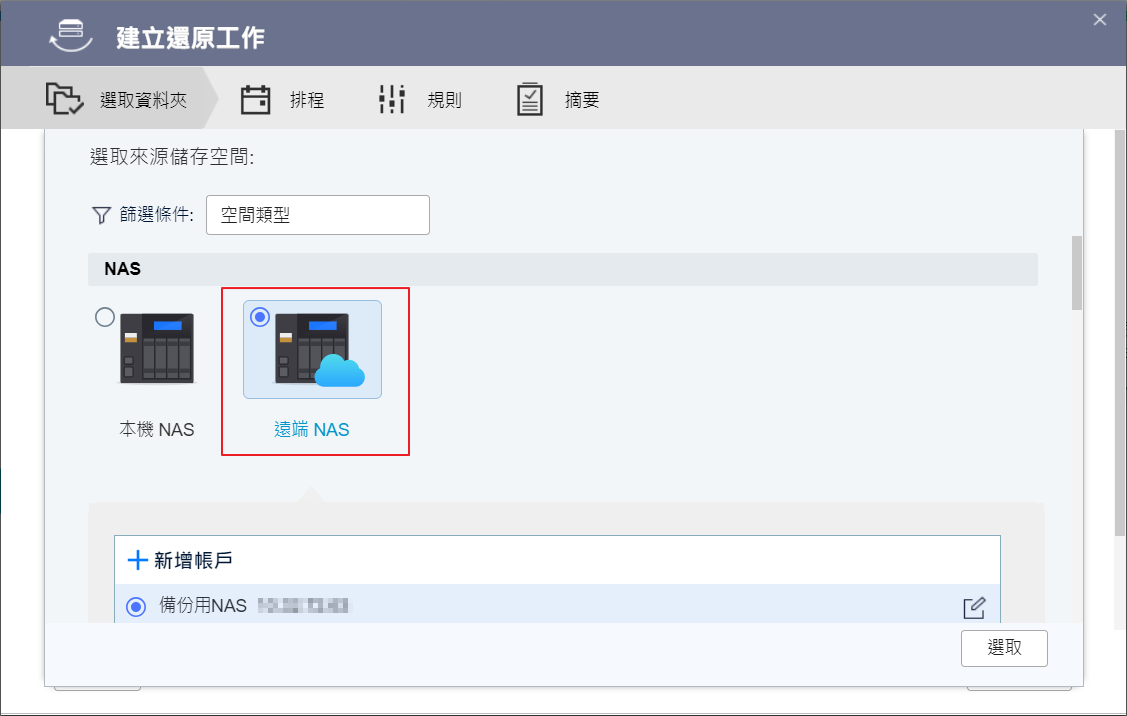 建立還原工作
選取資料夾
排程
規則
摘要
選取來源儲存空間:
篩選條件: 空間類型
NAS
本機 NAS
遠端 NAS
新增帳戶
備份用NAS
選取